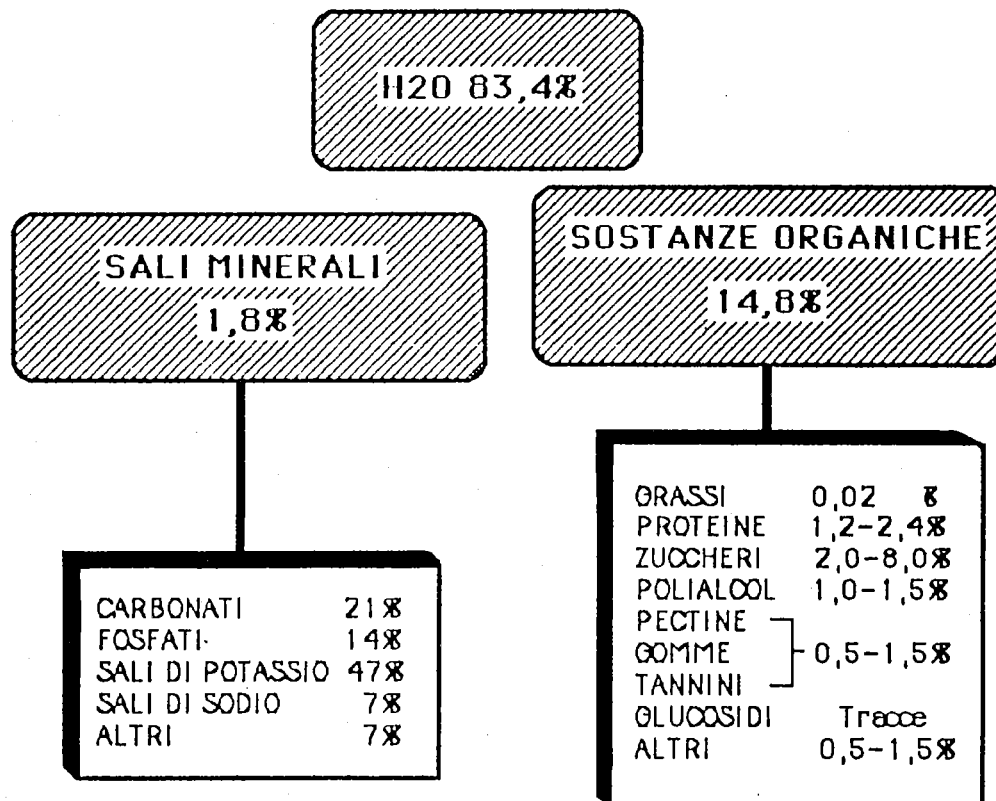 H2O 83,4%
SALI MINERALI
1,8%
SOSTANZE ORGANICHE
14,8%
CARBONATI 21%
FOSFATI 14%
SALI DI POTASSIO 47%
SALI DI SODIO 7%
ALTRI 7%
GRASSI 0,02 %
PROTEINE 1,2-2,4%
ZUCCHERI 2,0-8,0%
POLIALCOL 1,0-1,5%
PECTINE
GOMME 0,5-1,5%
TANNINI
GLUCOSIDI Tracce
ALTRI 0,5-1,5%